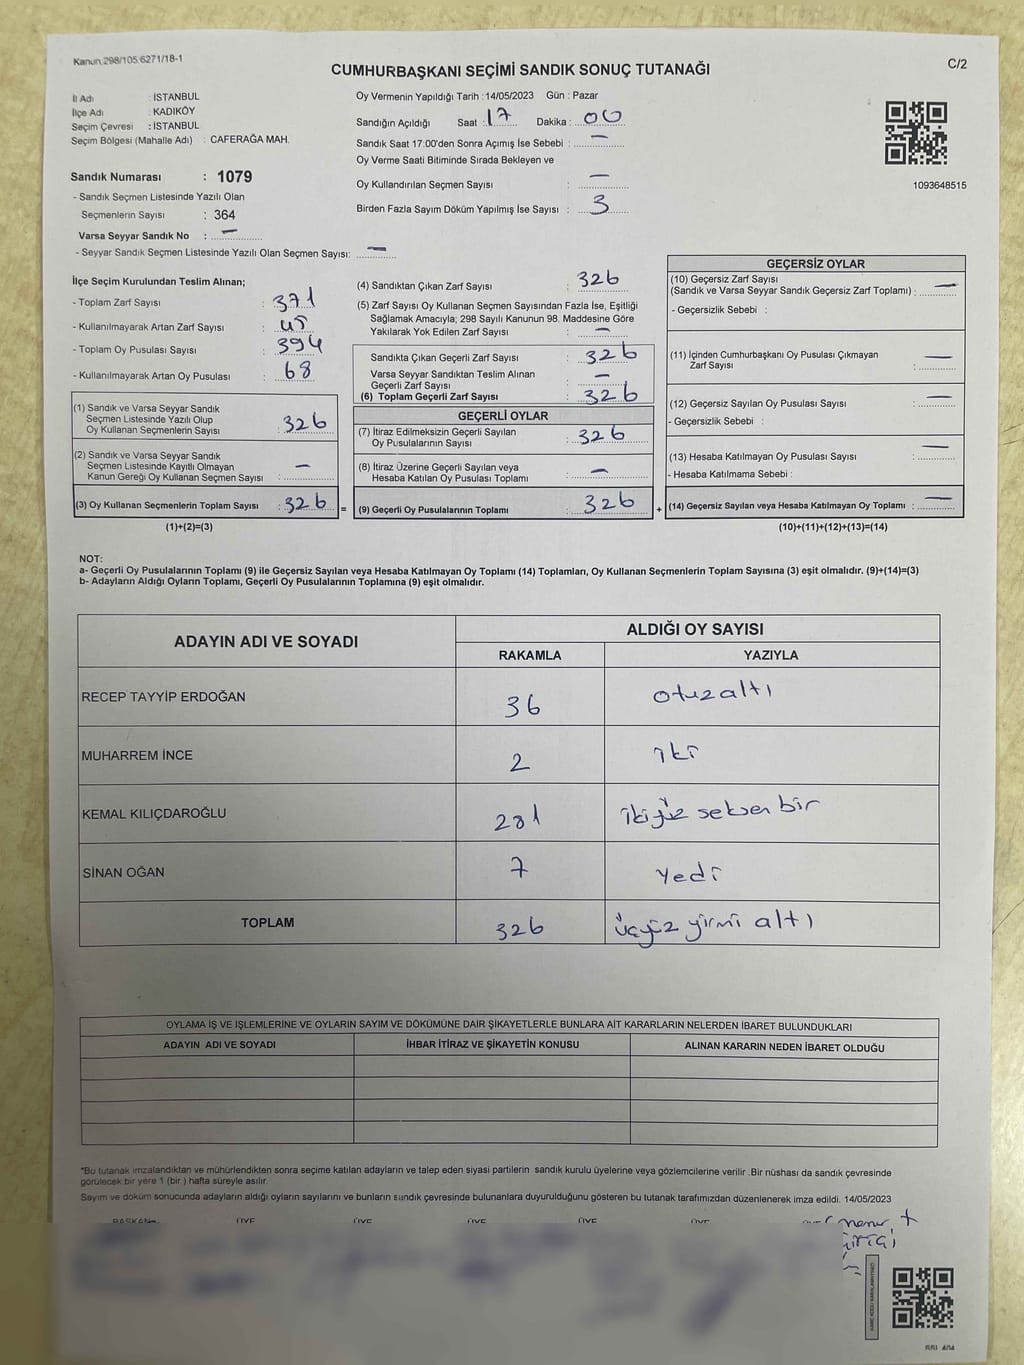 Kanun.298/105.6271/18-1
CUMHURBAŞKANI SEÇİMİ SANDIK SONUÇ TUTANAĞI
C/2
İl Adı : İSTANBUL
İlçe Adı : KADIKÖY
Seçim Çevresi : İSTANBUL
Seçim Bölgesi (Mahalle Adı) : CAFERAĞA MAH.
Sandık Numarası : 1079
- Sandık Seçmen Listesinde Yazılı Olan
Seçmenlerin Sayısı : 364
Varsa Seyyar Sandık No : —
- Seyyar Sandık Seçmen Listesinde Yazılı Olan Seçmen Sayısı: —
Oy Vermenin Yapıldığı Tarih : 14/05/2023 Gün : Pazar
Sandığın Açıldığı Saat : 17 Dakika : 00
Sandık Saat 17:00'den Sonra Açımış İse Sebebi : —
Oy Verme Saati Bitiminde Sırada Bekleyen ve
Oy Kullandırılan Seçmen Sayısı : —
Birden Fazla Sayım Döküm Yapılmış İse Sayısı : 3
1093648515
İlçe Seçim Kurulundan Teslim Alınan;
- Toplam Zarf Sayısı : 371
- Kullanılmayarak Artan Zarf Sayısı : 45
- Toplam Oy Pusulası Sayısı : 394
- Kullanılmayarak Artan Oy Pusulası : 68
(1) Sandık ve Varsa Seyyar Sandık
Seçmen Listesinde Yazılı Olup
Oy Kullanan Seçmenlerin Sayısı : 326
(2) Sandık ve Varsa Seyyar Sandık
Seçmen Listesinde Kayıtlı Olmayan
Kanun Gereği Oy Kullanan Seçmen Sayısı : —
(3) Oy Kullanan Seçmenlerin Toplam Sayısı : 326 =
(1)+(2)=(3)
(4) Sandıktan Çıkan Zarf Sayısı : 326
(5) Zarf Sayısı Oy Kullanan Seçmen Sayısından Fazla İse, Eşitliği
Sağlamak Amacıyla; 298 Sayılı Kanunun 98. Maddesine Göre
Yakılarak Yok Edilen Zarf Sayısı : —
Sandıkta Çıkan Geçerli Zarf Sayısı : 326
Varsa Seyyar Sandıktan Teslim Alınan
Geçerli Zarf Sayısı : —
(6) Toplam Geçerli Zarf Sayısı : 326
GEÇERLİ OYLAR
(7) İtiraz Edilmeksizin Geçerli Sayılan
Oy Pusulalarının Sayısı : 326
(8) İtiraz Üzerine Geçerli Sayılan veya
Hesaba Katılan Oy Pusulası Toplamı : —
(9) Geçerli Oy Pusulalarının Toplamı : 326 +
GEÇERSİZ OYLAR
(10) Geçersiz Zarf Sayısı
(Sandık ve Varsa Seyyar Sandık Geçersiz Zarf Toplamı) : —
- Geçersizlik Sebebi :
(11) İçinden Cumhurbaşkanı Oy Pusulası Çıkmayan
Zarf Sayısı : —
(12) Geçersiz Sayılan Oy Pusulası Sayısı : —
- Geçersizlik Sebebi :
(13) Hesaba Katılmayan Oy Pusulası Sayısı : —
- Hesaba Katılmama Sebebi :
(14) Geçersiz Sayılan veya Hesaba Katılmayan Oy Toplamı : —
(10)+(11)+(12)+(13)=(14)
NOT:
a- Geçerli Oy Pusulalarının Toplamı (9) ile Geçersiz Sayılan veya Hesaba Katılmayan Oy Toplamı (14) Toplamları, Oy Kullanan Seçmenlerin Toplam Sayısına (3) eşit olmalıdır. (9)+(14)=(3)
b- Adayların Aldığı Oyların Toplamı, Geçerli Oy Pusulalarının Toplamına (9) eşit olmalıdır.
ADAYIN ADI VE SOYADI
ALDIĞI OY SAYISI
RAKAMLA YAZIYLA
RECEP TAYYİP ERDOĞAN 36 otuzaltı
MUHARREM İNCE 2 iki
KEMAL KILIÇDAROĞLU 281 ikiyüz seksen bir
SİNAN OĞAN 7 yedi
TOPLAM 326 üçyüz yirmi altı
OYLAMA İŞ VE İŞLEMLERİNE VE OYLARIN SAYIM VE DÖKÜMÜNE DAİR ŞİKAYETLERLE BUNLARA AİT KARARLARIN NELERDEN İBARET BULUNDUKLARI
ADAYIN ADI VE SOYADI İHBAR İTİRAZ VE ŞİKAYETİN KONUSU ALINAN KARARIN NEDEN İBARET OLDUĞU
*Bu tutanak imzalandıktan ve mühürlendikten sonra seçime katılan adayların ve talep eden siyasi partilerin sandık kurulu üyelerine veya gözlemcilerine verilir .Bir nüshası da sandık çevresinde
görülecek bir yere 1 (bir ) hafta süreyle asılır.
Sayım ve döküm sonucunda adayların aldığı oyların sayılarını ve bunların sandık çevresinde bulunanlara duyurulduğunu gösteren bu tutanak tarafımızdan düzenlenerek imza edildi. 14/05/2023
BAŞKAN ÜYE ÜYE ÜYE ÜYE ÜYE